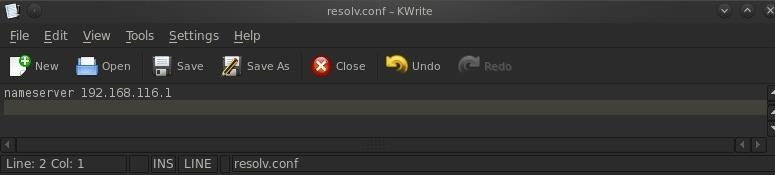 resolv.conf – KWrite
File Edit View Tools Settings Help
New Open Save Save As Close Undo Redo
nameserver 192.168.116.1
Line: 2 Col: 1 INS LINE resolv.conf